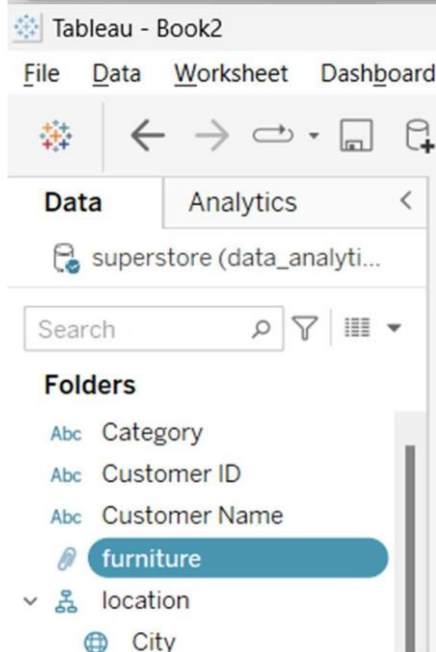 Tableau - Book2
File Data Worksheet Dashboard
Data Analytics
superstore (data_analyti...
Search
Folders
Abc Category
Abc Customer ID
Abc Customer Name
furniture
location
City